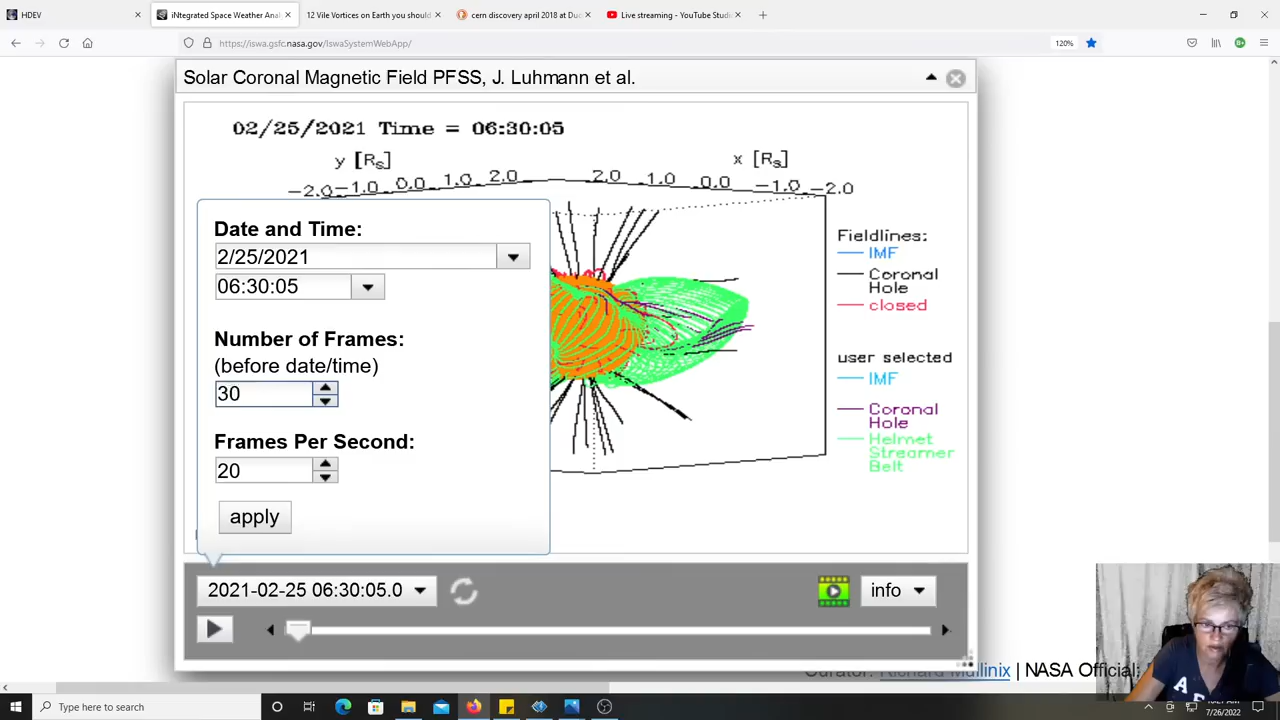 HDEV
iNtegrated Space Weather Anal
12 Vile Vortices on Earth you should
cern discovery april 2018 at Duc
Live streaming - YouTube Studi
https://iswa.gsfc.nasa.gov/IswaSystemWebApp/
120%
Solar Coronal Magnetic Field PFSS, J. Luhmann et al.
02/25/2021 Time = 06:30:05
y [Rs]
x [Rs]
-2.0 -1.0 0.0 1.0 2.0
2.0 1.0 0.0 -1.0 -2.0
Date and Time:
2/25/2021
06:30:05
Number of Frames:
(before date/time)
30
Frames Per Second:
20
apply
Fieldlines:
IMF
Coronal
Hole
closed
user selected
IMF
Coronal
Hole
Helmet
Streamer
Belt
2021-02-25 06:30:05.0
info
Curator: Richard Mullinix | NASA Official:
A E
Type here to search
7/26/2022